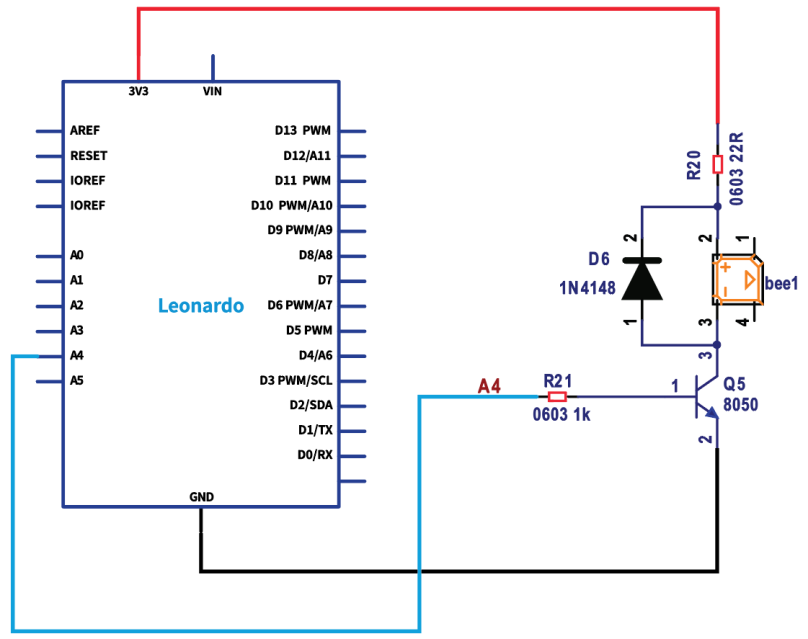 3V3
VIN
AREF
RESET
IOREF
IOREF
A0
A1
A2
A3
A4
A5
D13 PWM
D12/A11
D11 PWM
D10 PWM/A10
D9 PWM/A9
D8/A8
D7
D6 PWM/A7
D5 PWM
D4/A6
D3 PWM/SCL
D2/SDA
D1/TX
D0/RX
Leonardo
GND
R20
0603 22R
2
D6
1N4148
1
2
1
+
-
bee1
3
4
3
A4
R21
0603 1k
1
Q5
8050
2